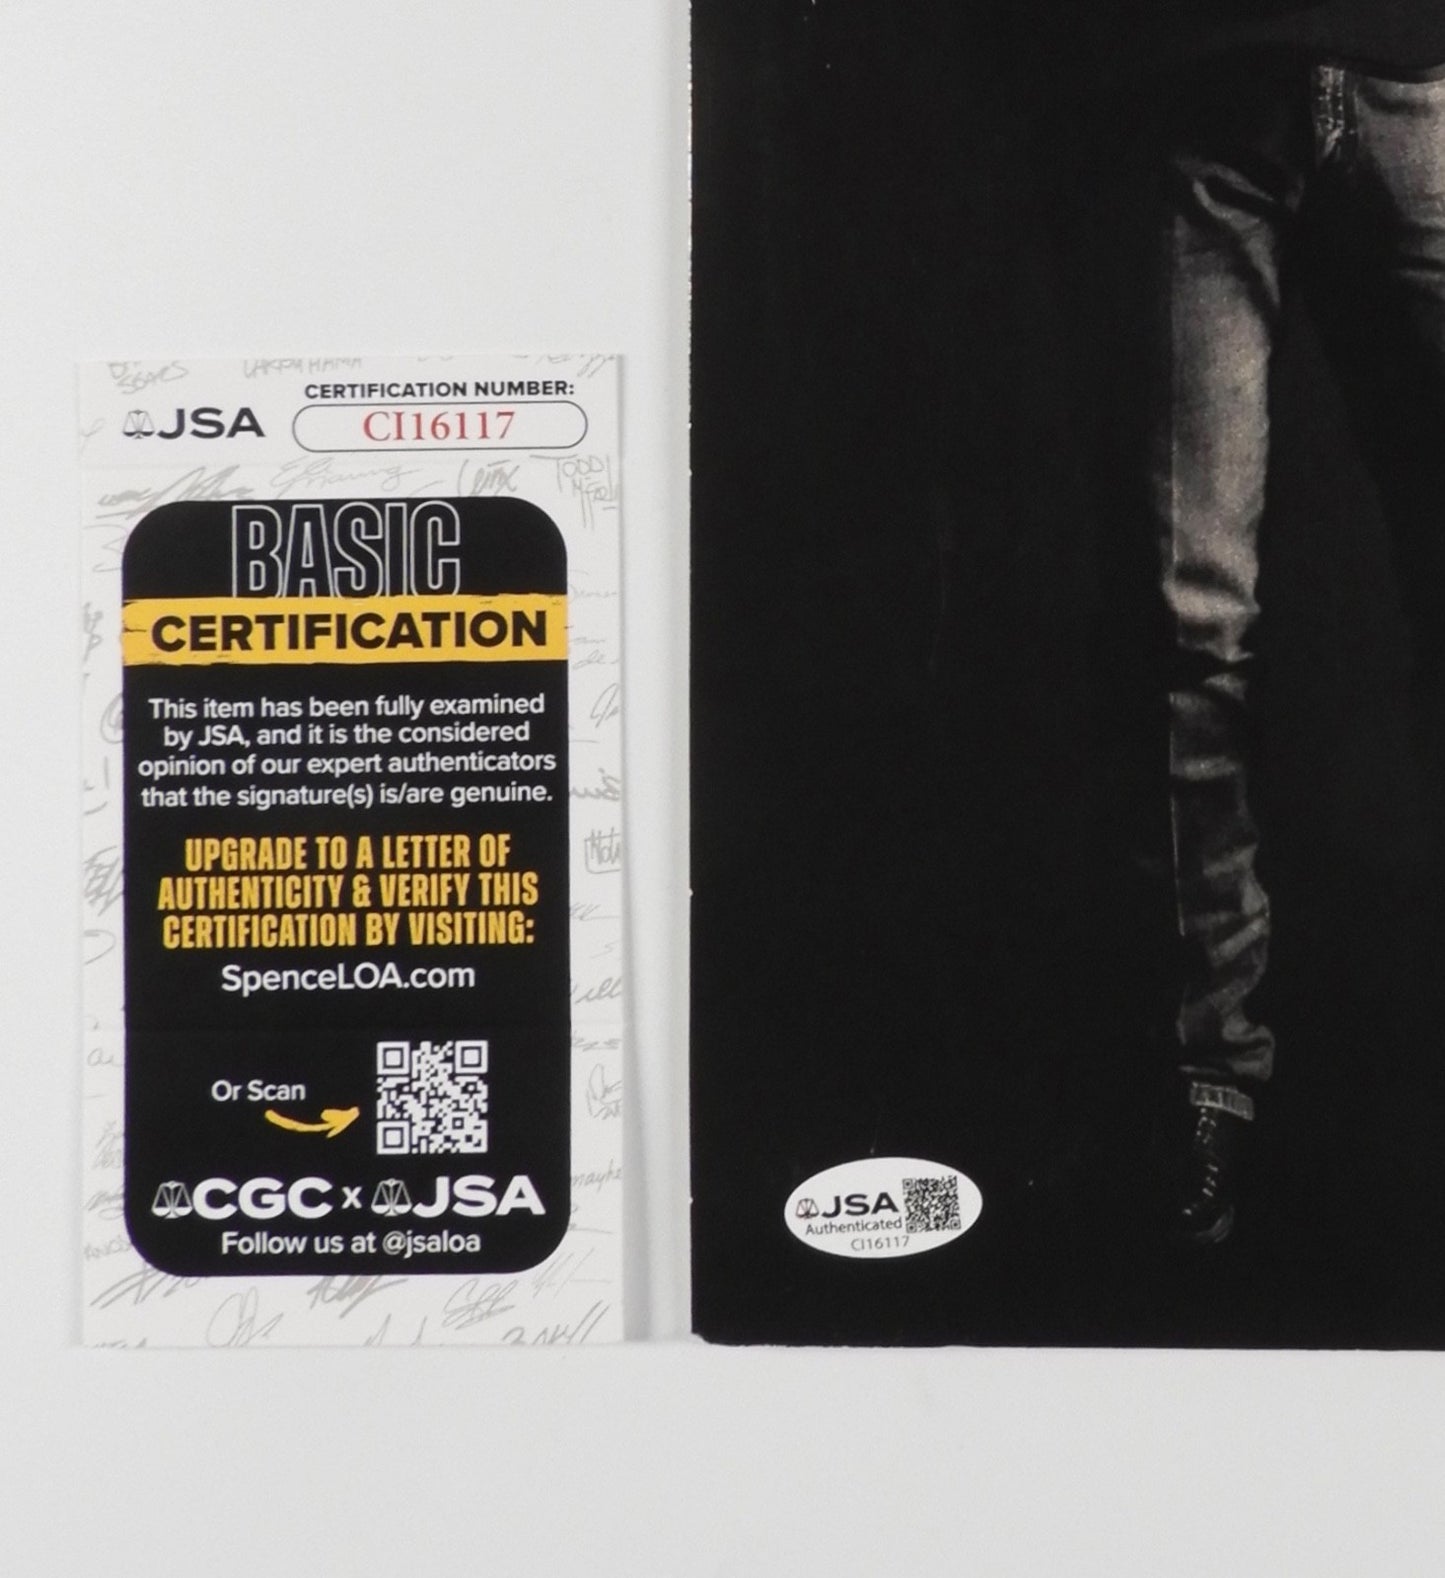 CERTIFICATION NUMBER:
JSA
CI16117
BASIC
CERTIFICATION
This item has been fully examined
by JSA, and it is the considered
opinion of our expert authenticators
that the signature(s) is/are genuine.
UPGRADE TO A LETTER OF
AUTHENTICITY & VERIFY THIS
CERTIFICATION BY VISITING:
SpenceLOA.com
Or Scan
CGC x JSA
Follow us at @jsaloa
JSA
Authenticated
CI16117